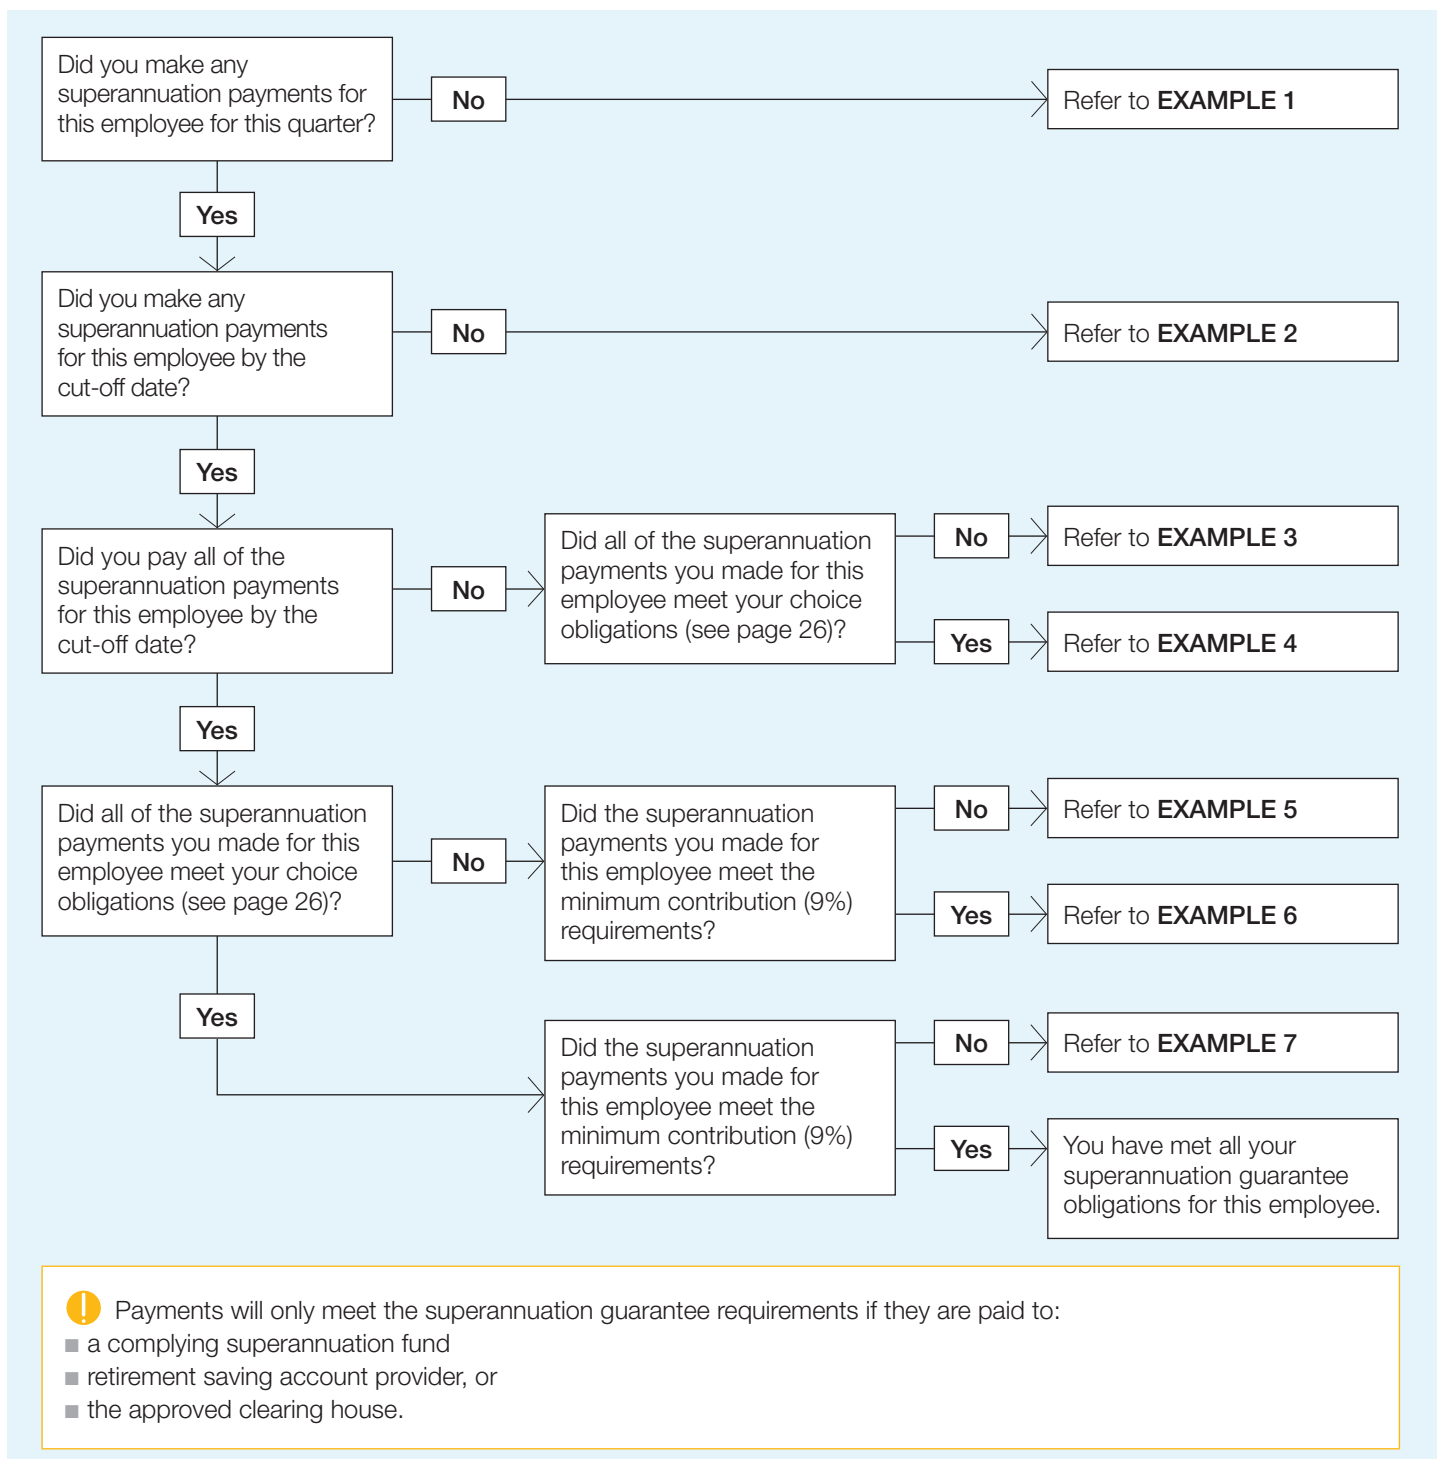 Did you make any
superannuation payments for
this employee for this quarter?
No
Refer to EXAMPLE 1
Yes
Did you make any
superannuation payments
for this employee by the
cut-off date?
No
Refer to EXAMPLE 2
Yes
Did you pay all of the
superannuation payments
for this employee by the
cut-off date?
No
Did all of the superannuation
payments you made for this
employee meet your choice
obligations (see page 26)?
No
Refer to EXAMPLE 3
Yes
Refer to EXAMPLE 4
Yes
Did all of the superannuation
payments you made for this
employee meet your choice
obligations (see page 26)?
No
Did the superannuation
payments you made for
this employee meet the
minimum contribution (9%)
requirements?
No
Refer to EXAMPLE 5
Yes
Refer to EXAMPLE 6
Yes
Did the superannuation
payments you made for
this employee meet the
minimum contribution (9%)
requirements?
No
Refer to EXAMPLE 7
Yes
You have met all your
superannuation guarantee
obligations for this employee.
! Payments will only meet the superannuation guarantee requirements if they are paid to:
■ a complying superannuation fund
■ retirement saving account provider, or
■ the approved clearing house.